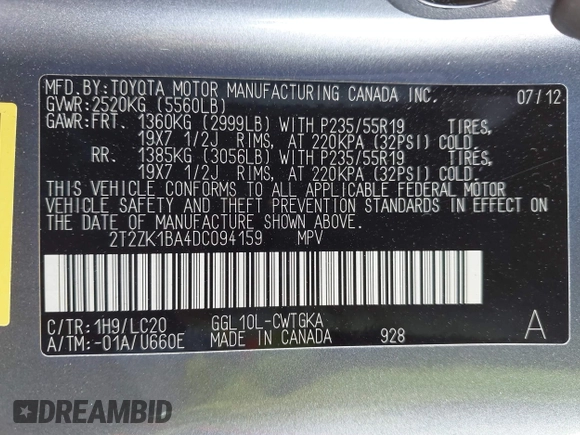 MFD.BY:TOYOTA MOTOR MANUFACTURING CANADA INC. 07/12
GVWR:2520KG (5560LB)
GAWR:FRT. 1360KG (2999LB) WITH P235/55R19 TIRES,
19X7 1/2J RIMS, AT 220KPA (32PSI) COLD.
RR. 1385KG (3056LB) WITH P235/55R19 TIRES,
19X7 1/2J RIMS, AT 220KPA (32PSI) COLD.
THIS VEHICLE CONFORMS TO ALL APPLICABLE FEDERAL MOTOR
VEHICLE SAFETY AND THEFT PREVENTION STANDARDS IN EFFECT ON
THE DATE OF MANUFACTURE SHOWN ABOVE.
2T2ZK1BA4DC094159 MPV
C/TR:1H9/LC20 GGL10L-CWTGKA A
A/TM:-01A/U660E MADE IN CANADA 928
DREAMBID